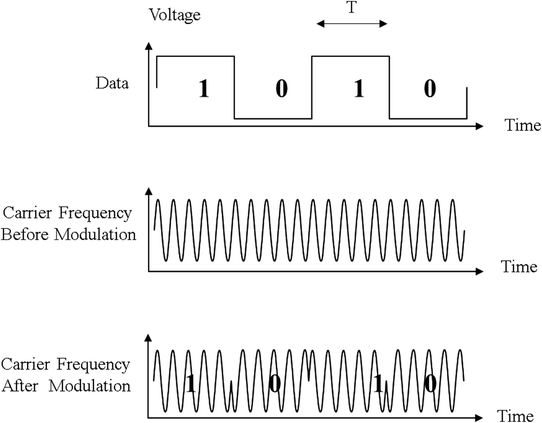 Voltage
T
Data
1 0 1 0
Time
Carrier Frequency
Before Modulation
Time
Carrier Frequency
After Modulation
1 0 1 0
Time